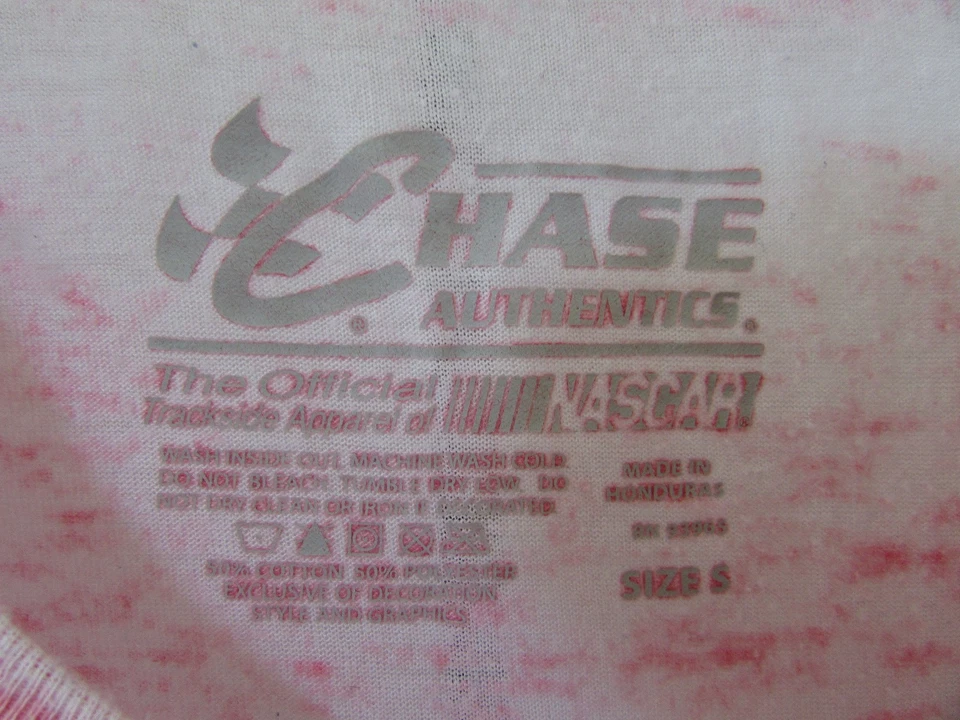 CHASE
AUTHENTICS®
®
The Official
Trackside Apparel of NASCAR®
WASH INSIDE OUT. MACHINE WASH COLD.
DO NOT BLEACH. TUMBLE DRY LOW. DO
NOT DRY CLEAN OR IRON IF DECORATED.
50% COTTON 50% POLYESTER
EXCLUSIVE OF DECORATION
STYLE AND GRAPHICS
MADE IN
HONDURAS
RN
SIZE S